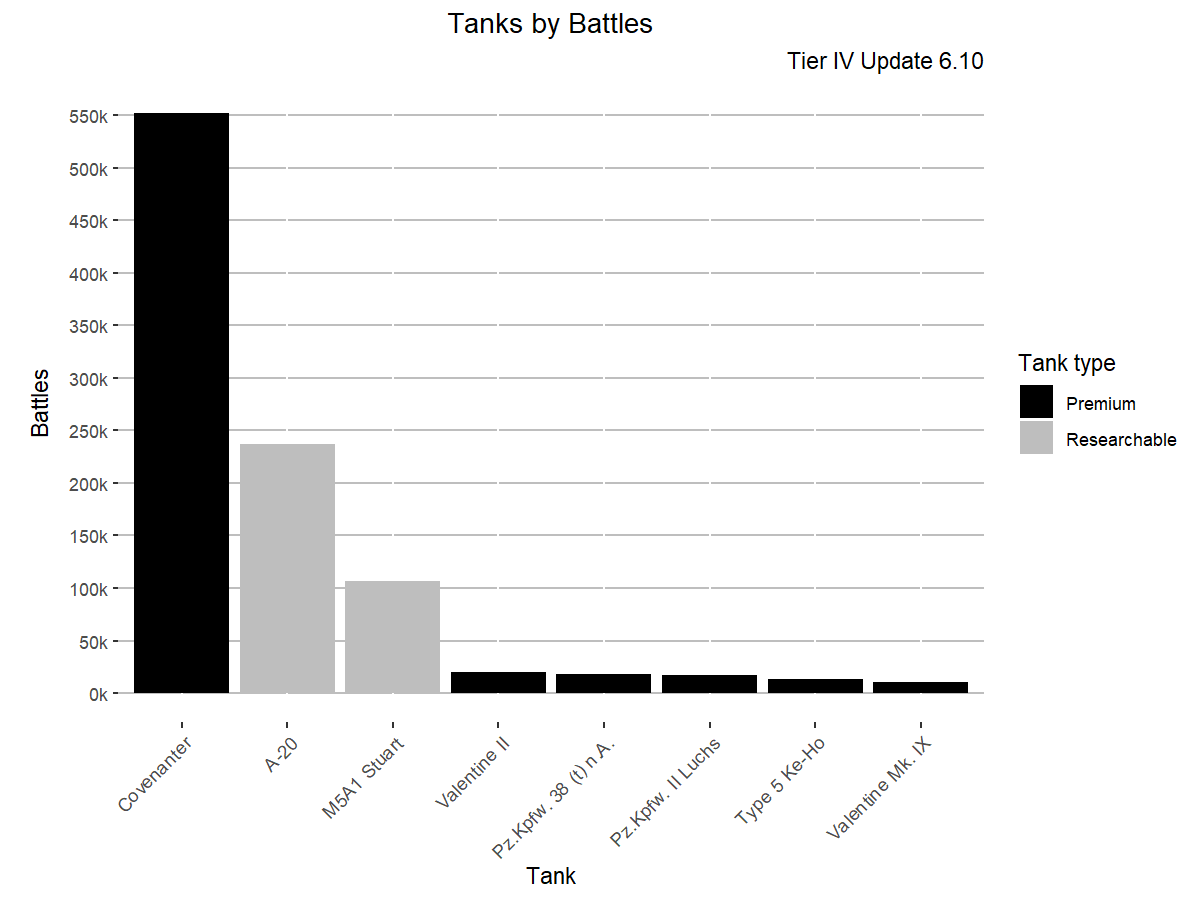 Tanks by Battles
Tier IV Update 6.10
550k
500k
450k
400k
350k
300k
250k
200k
150k
100k
50k
0k
Battles
Covenanter
A-20
M5A1 Stuart
Valentine II
Pz.Kpfw. 38 (t) n A.
Pz.Kpfw. II Luchs
Type 5 Ke-Ho
Valentine Mk. IX
Tank
Tank type
Premium
Researchable